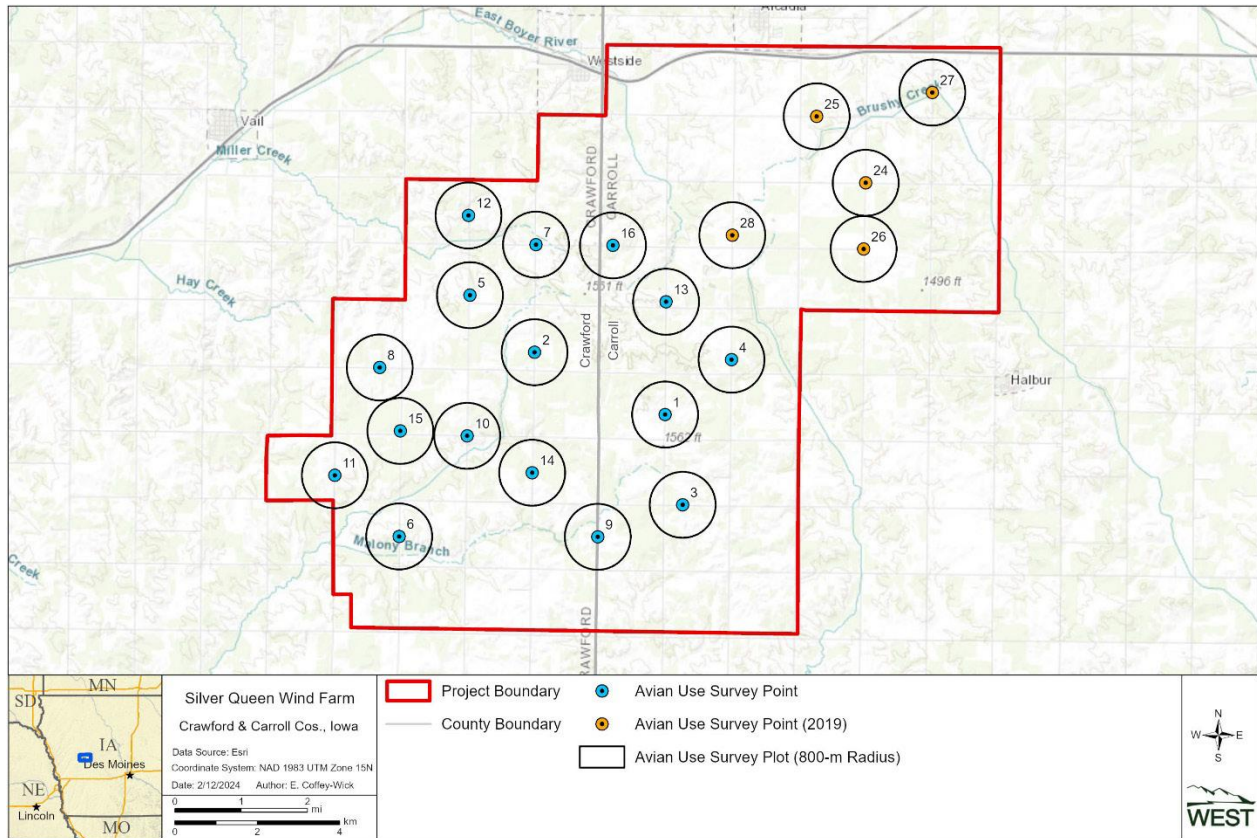 Arcadia
East Boyer River
Westside
27
25
Brushy Creek
Vail
Miller Creek
CRAWFORD
CARROLL
24
12
28
7
16
26
Hay Creek
5
1551 ft
13
1496 ft
2
Crawford
Carroll
4
8
Halbur
1
15
10
1562 ft
11
14
3
6
9
Malony Branch
Creek
RAWFORD
SD
MN
IA
Des Moines
NE
Lincoln
MO
Silver Queen Wind Farm
Crawford & Carroll Cos., Iowa
Data Source: Esri
Coordinate System: NAD 1983 UTM Zone 15N
Date: 2/12/2024 Author: E. Coffey-Wick
0 1 2
mi
km
0 2 4
Project Boundary
County Boundary
Avian Use Survey Point
Avian Use Survey Point (2019)
Avian Use Survey Plot (800-m Radius)
N
W E
S
WEST